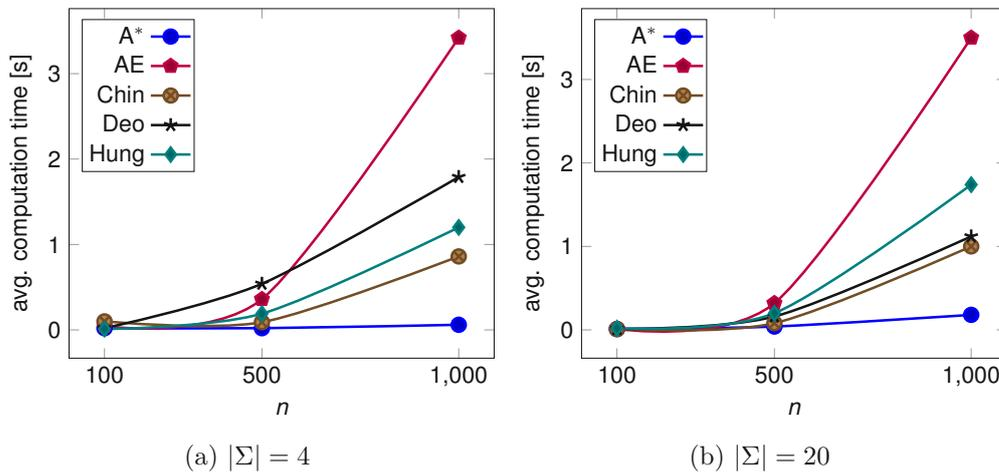 avg. computation time [s]
3
2
1
0
A*
AE
Chin
Deo
Hung
100 500 1,000
n
(a) |Σ| = 4
avg. computation time [s]
3
2
1
0
A*
AE
Chin
Deo
Hung
100 500 1,000
n
(b) |Σ| = 20